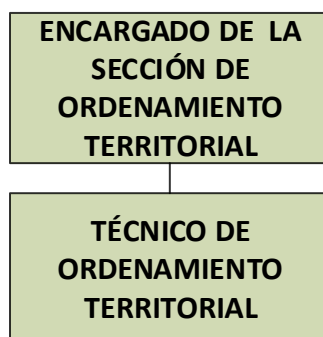 ENCARGADO DE LA
SECCIÓN DE
ORDENAMIENTO
TERRITORIAL
TÉCNICO DE
ORDENAMIENTO
TERRITORIAL